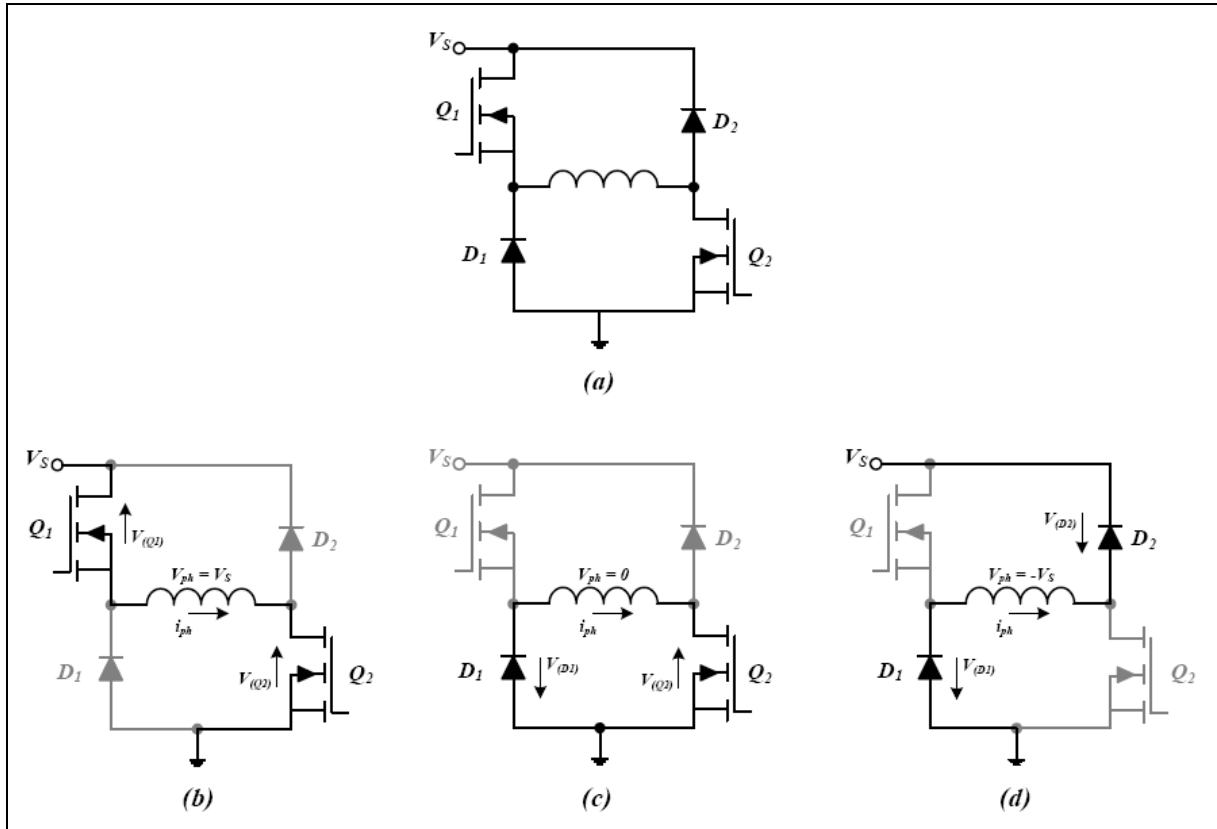 V_S
Q_1
D_2
D_1
Q_2
(a)
V_S
Q_1
V_(Q2)
D_2
V_ph = V_S
i_ph
D_1
V_(Q2)
Q_2
(b)
V_S
Q_1
D_2
V_ph = 0
i_ph
D_1
V_(D1)
V_(Q2)
Q_2
(c)
V_S
Q_1
V_(D2)
D_2
V_ph = -V_S
i_ph
D_1
V_(D1)
Q_2
(d)